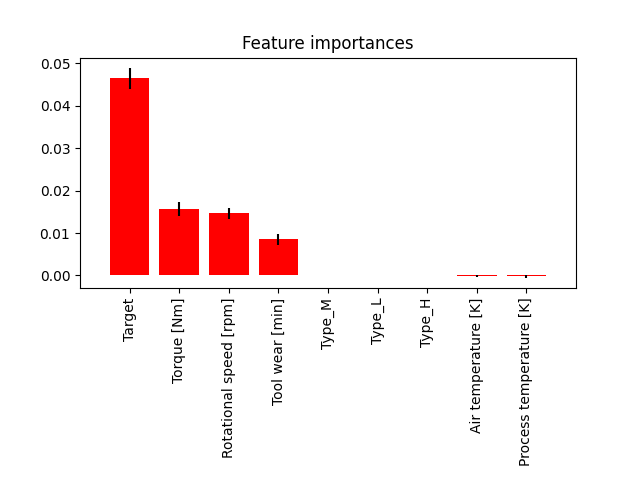 Feature importances
0.05
0.04
0.03
0.02
0.01
0.00
Target
Torque [Nm]
Rotational speed [rpm]
Tool wear [min]
Type_M
Type_L
Type_H
Air temperature [K]
Process temperature [K]